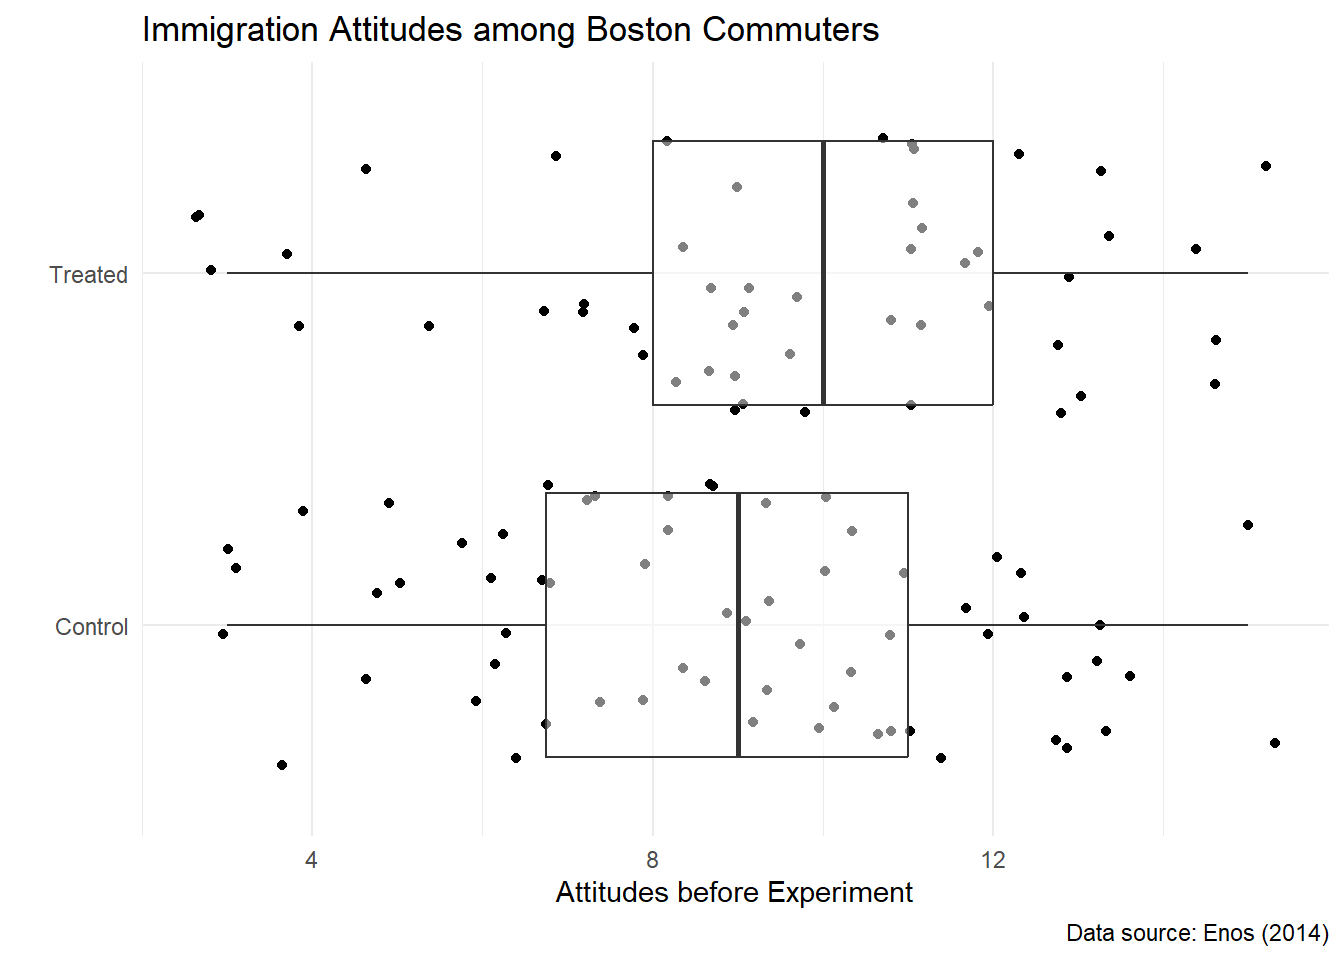 Immigration Attitudes among Boston Commuters
Treated
Control
4 8 12
Attitudes before Experiment
Data source: Enos (2014)